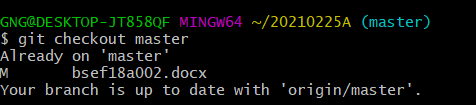 GNG@DESKTOP-JT858QF MINGW64 ~/20210225A (master)
$ git checkout master
Already on 'master'
M       bsef18a002.docx
Your branch is up to date with 'origin/master'.